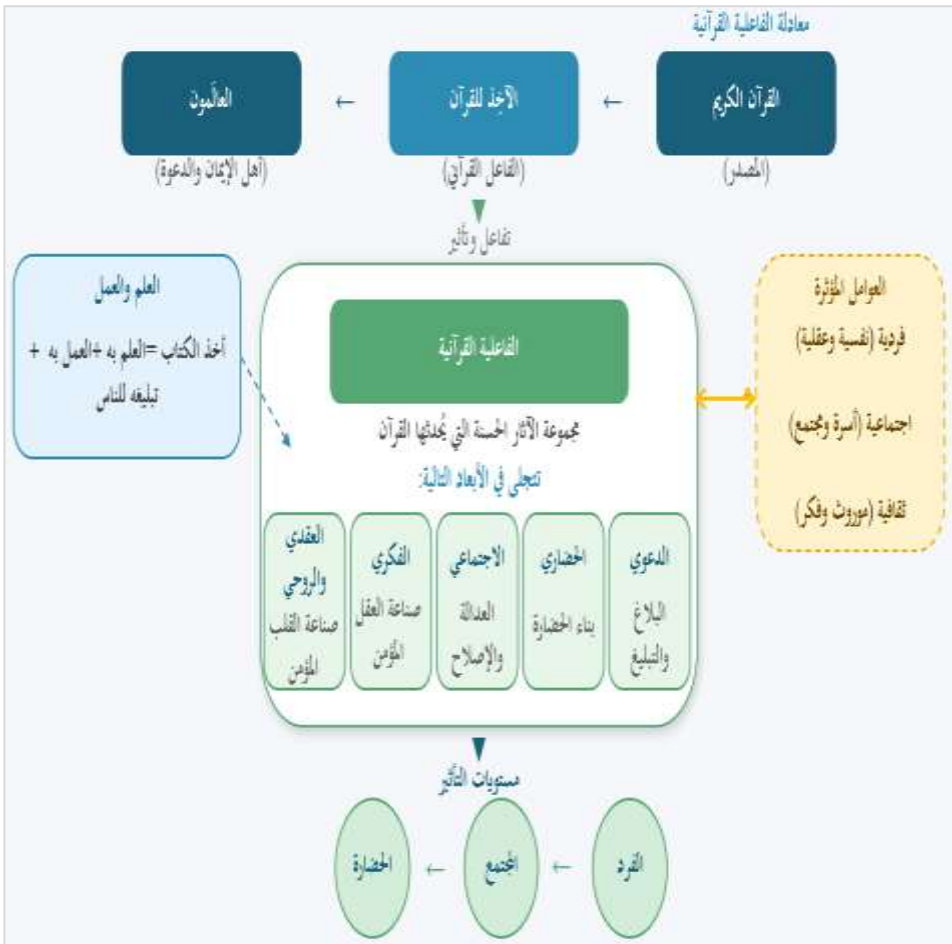 معادلة الفاعلية القرآنية
القرآن الكريم
←
الآخِذ للقرآن
←
العالَمون
(المصدر)
(الفاعل القرآني)
(أهل الإيمان والدعوة)
تفاعل وتأثير
العوامل المؤثرة
فردية (نفسية وعقلية)
اجتماعية (أسرة ومجتمع)
ثقافية (موروث وفكر)
الفاعلية القرآنية
مجموعة الآثار الحسنة التي يُحدثها القرآن
تتجلى في الأبعاد التالية:
العلم والعمل
أخذ الكتاب =العلم به +العمل به +
تبليغه للناس
الدعوي
البلاغ
والتبليغ
الحضاري
بناء الحضارة
الاجتماعي
العدالة
والإصلاح
الفكري
صناعة العقل
المؤمن
العقدي
والروحي
صناعة القلب
المؤمن
مستويات التأثير
الفرد
←
المجتمع
←
الحضارة